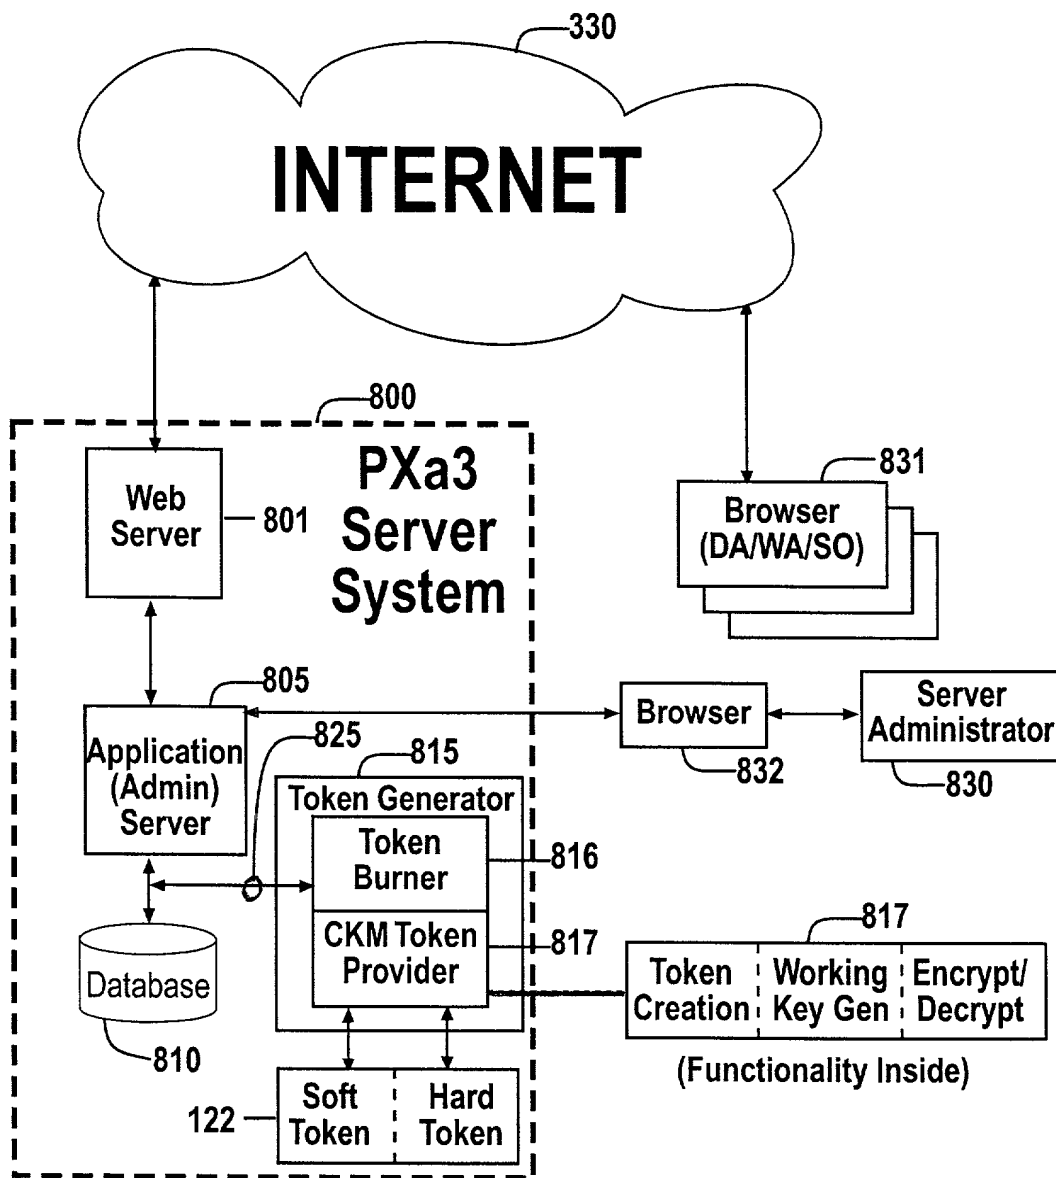 330
INTERNET
800
PXa3
Server
System
Web
Server
801
831
Browser
(DA/WA/SO)
805
Application
(Admin)
Server
825
815
Token Generator
Token
Burner
816
CKM Token
Provider
817
Browser
832
Server
Administrator
830
Database
810
817
Token
Creation
Working
Key Gen
Encrypt/
Decrypt
(Functionality Inside)
122
Soft
Token
Hard
Token